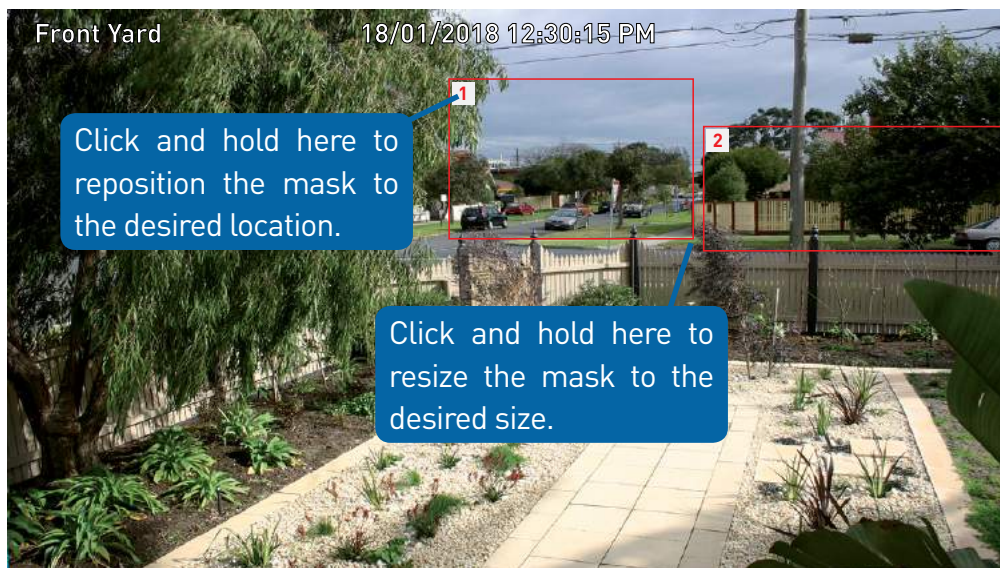 Front Yard
18/01/2018 12:30:15 PM
1
Click and hold here to
reposition the mask to
the desired location.
2
Click and hold here to
resize the mask to the
desired size.